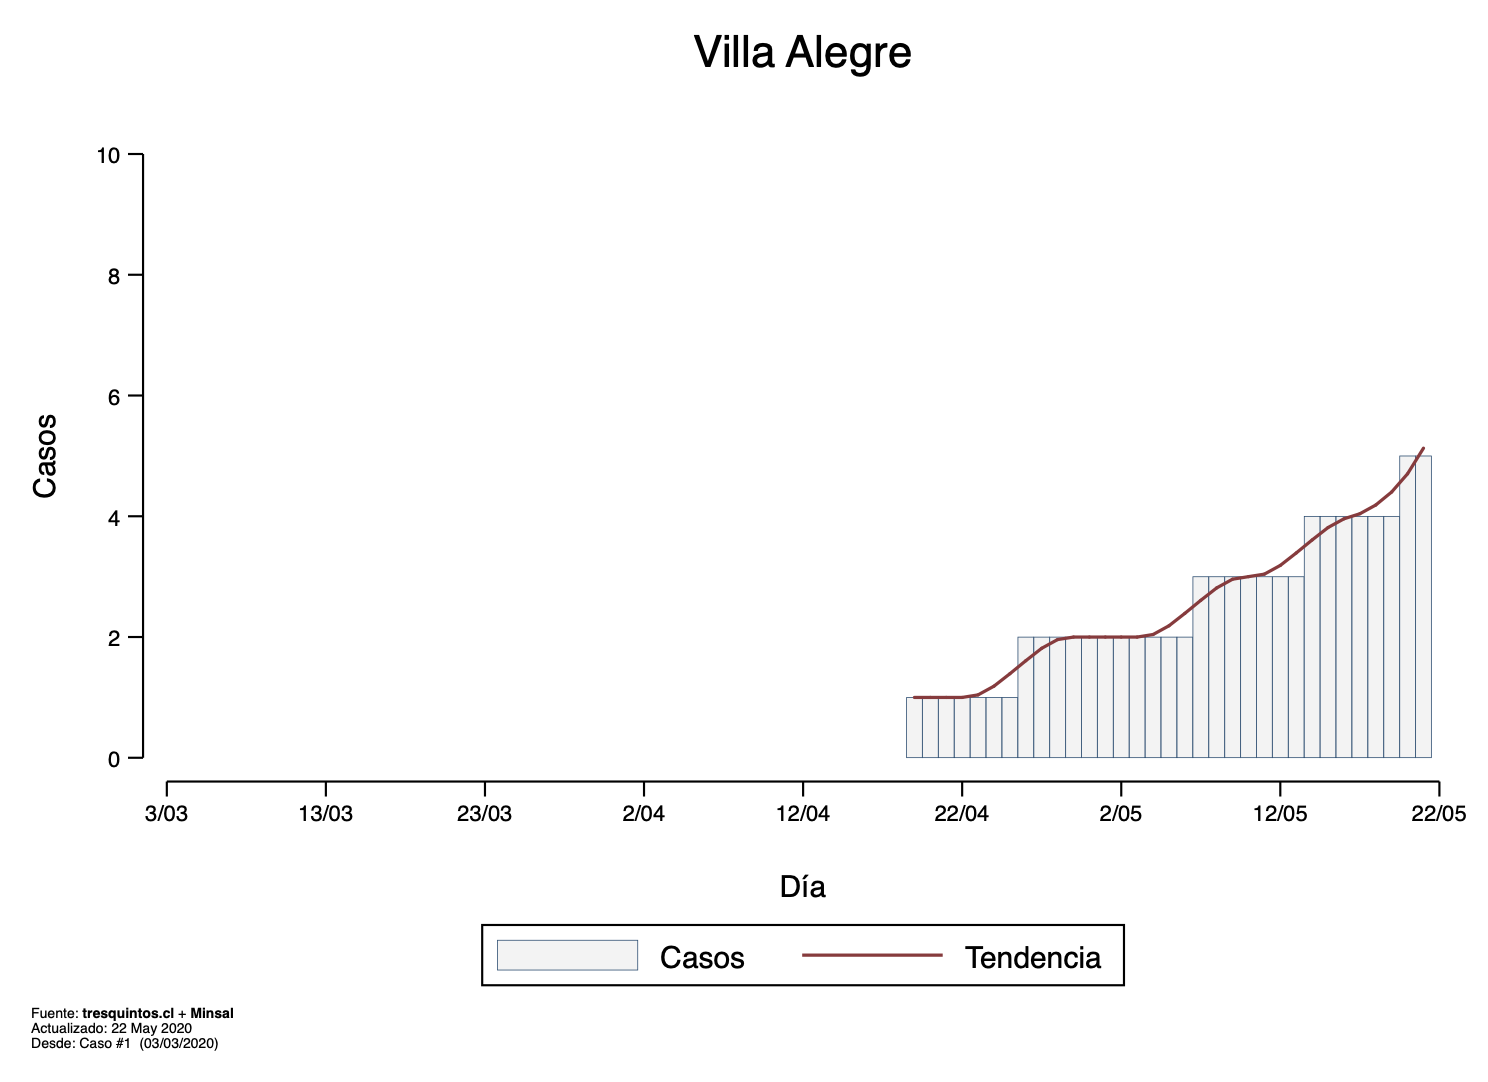 Villa Alegre
10
8
6
4
2
0
Casos
3/03 13/03 23/03 2/04 12/04 22/04 2/05 12/05 22/05
Día
Casos Tendencia
Fuente: tresquintos.cl + Minsal
Actualizado: 22 May 2020
Desde: Caso #1 (03/03/2020)